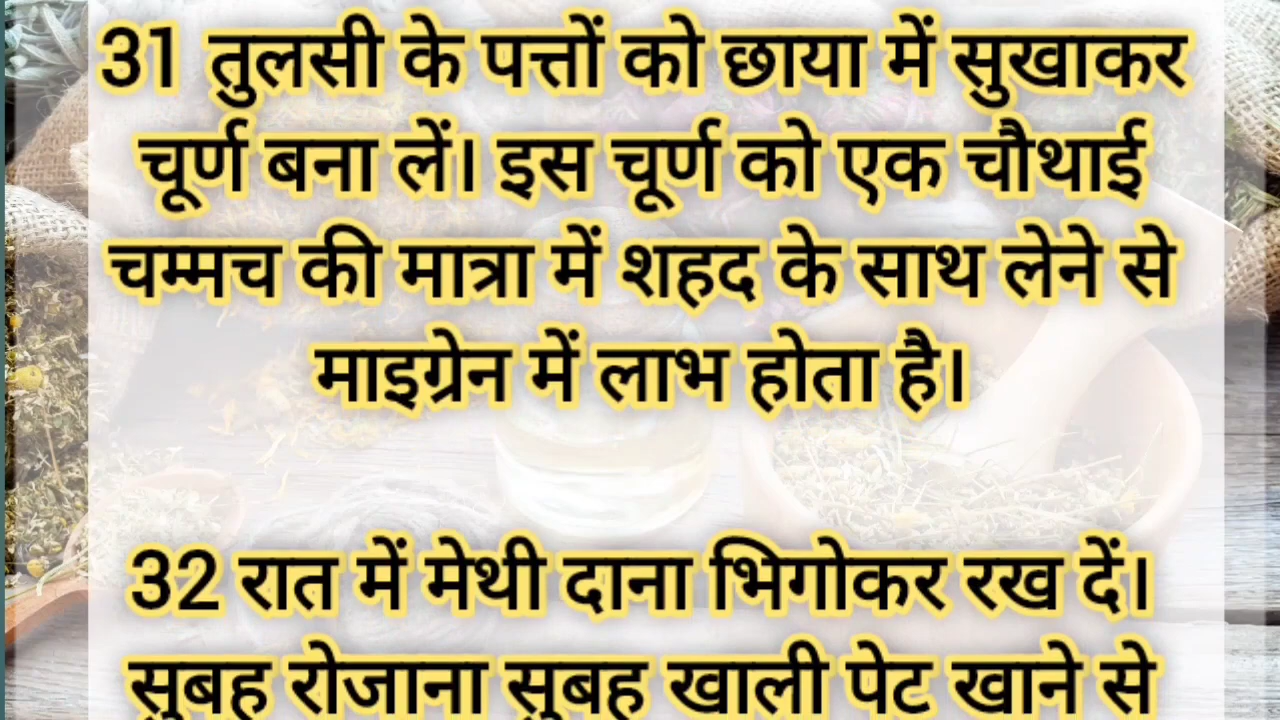 31 तुलसी के पत्तों को छाया में सुखाकर
चूर्ण बना लें। इस चूर्ण को एक चौथाई
चम्मच की मात्रा में शहद के साथ लेने से
माइग्रेन में लाभ होता है।
32 रात में मेथी दाना भिगोकर रख दें।
सुबह रोजाना सुबह खाली पेट खाने से